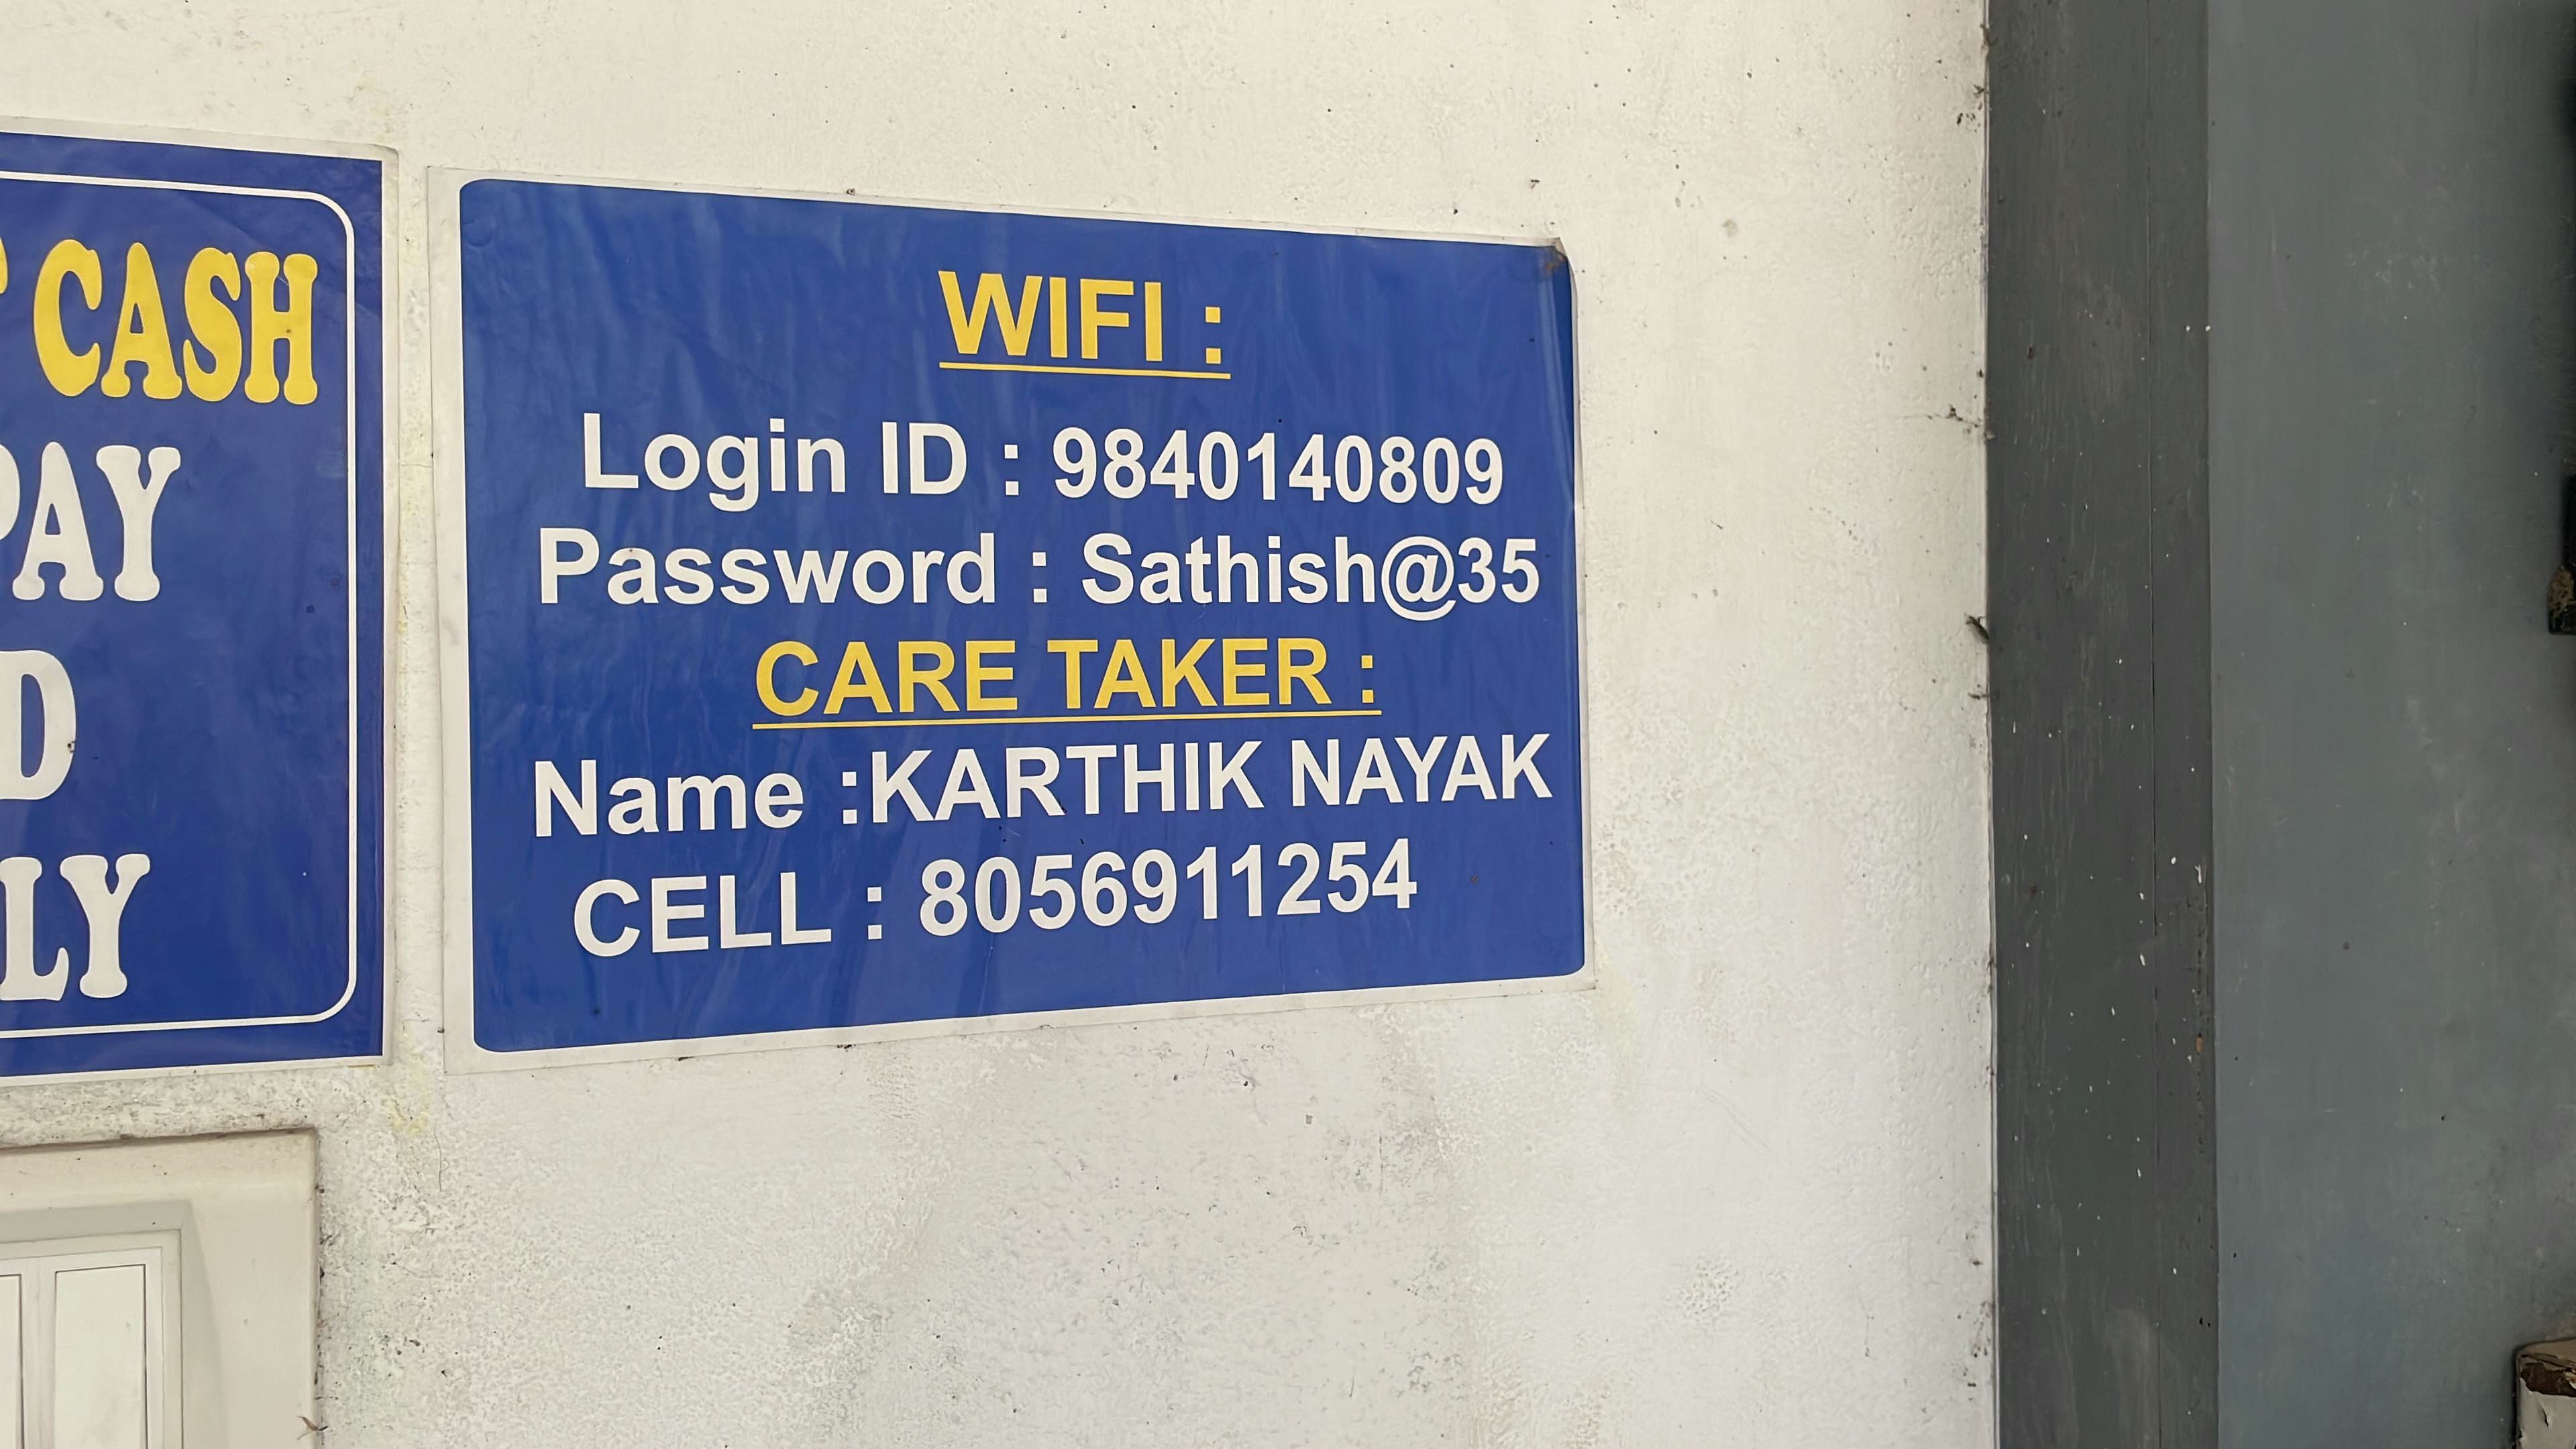 CASH
PAY
D
LY
WIFI :
Login ID : 9840140809
Password : Sathish@35
CARE TAKER :
Name :KARTHIK NAYAK
CELL : 8056911254